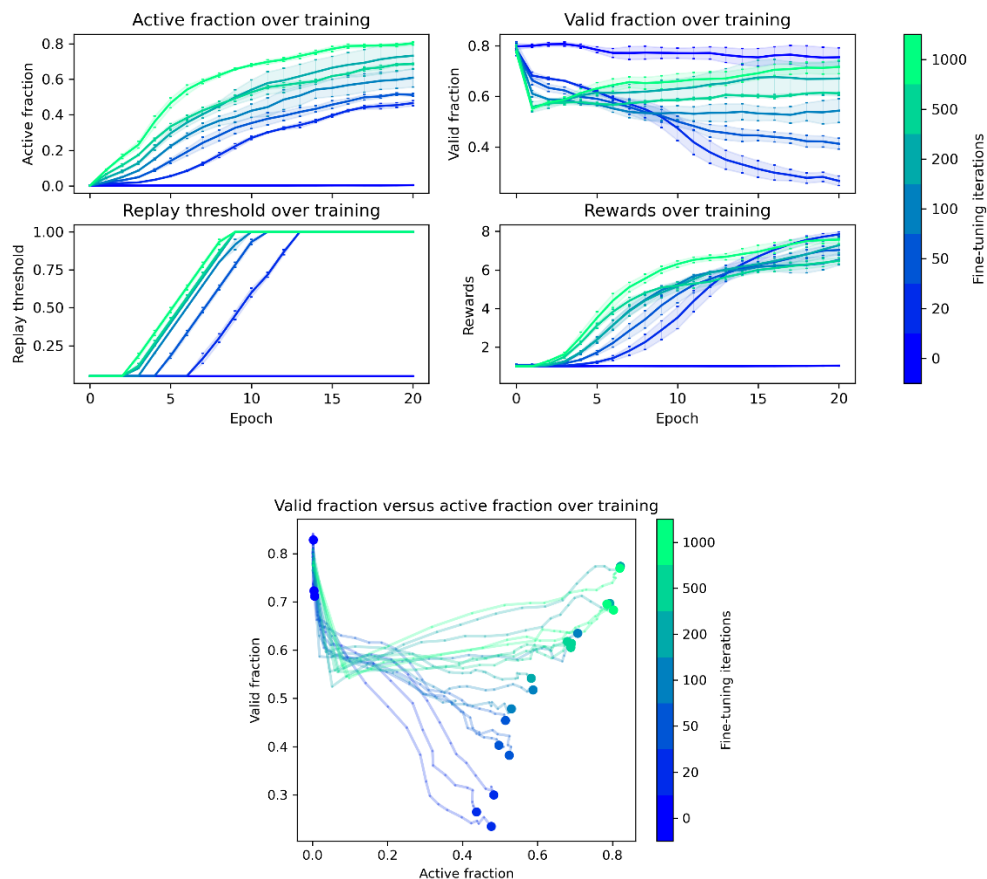 Active fraction over training
0.8
0.6
0.4
0.2
0.0
Active fraction
Valid fraction over training
0.8
0.6
0.4
Valid fraction
Replay threshold over training
1.00
0.75
0.50
0.25
Replay threshold
0 5 10 15 20
Epoch
Rewards over training
8
6
4
2
Rewards
0 5 10 15 20
Epoch
1000
500
200
100
50
20
0
Fine-tuning iterations
Valid fraction versus active fraction over training
0.8
0.7
0.6
0.5
0.4
0.3
Valid fraction
0.0 0.2 0.4 0.6 0.8
Active fraction
1000
500
200
100
50
20
0
Fine-tuning iterations